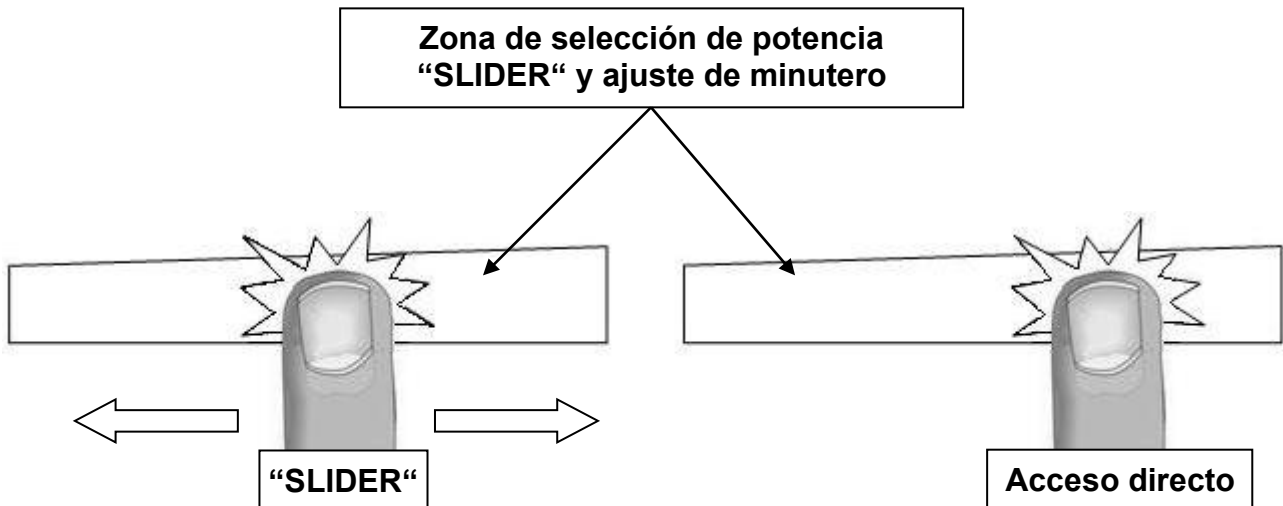 Zona de selección de potencia
“SLIDER“ y ajuste de minutero
“SLIDER“
Acceso directo